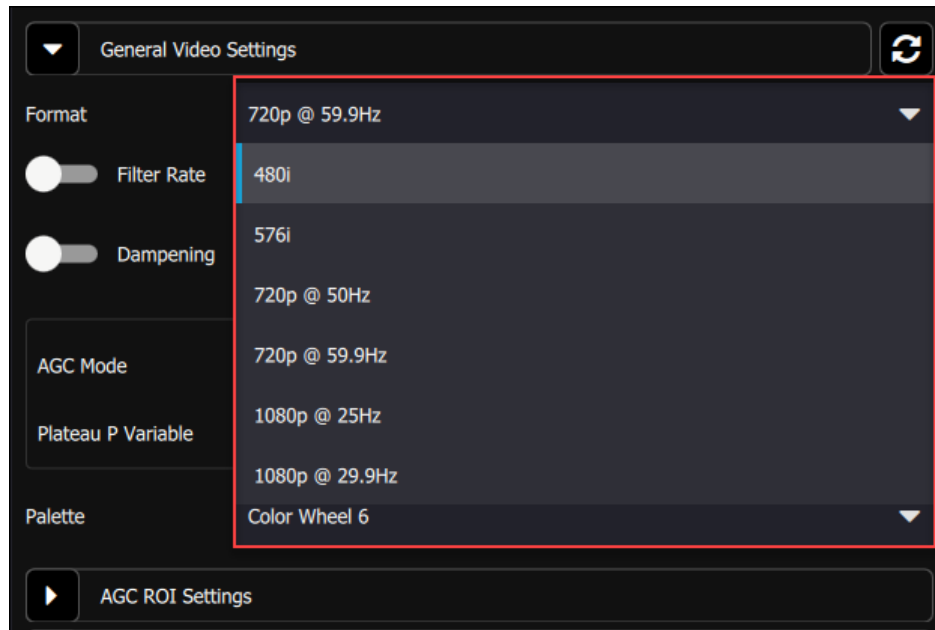 General Video Settings
Format
720p @ 59.9Hz
Filter Rate
480i
576i
Dampening
720p @ 50Hz
720p @ 59.9Hz
AGC Mode
1080p @ 25Hz
Plateau P Variable
1080p @ 29.9Hz
Palette
Color Wheel 6
AGC ROI Settings